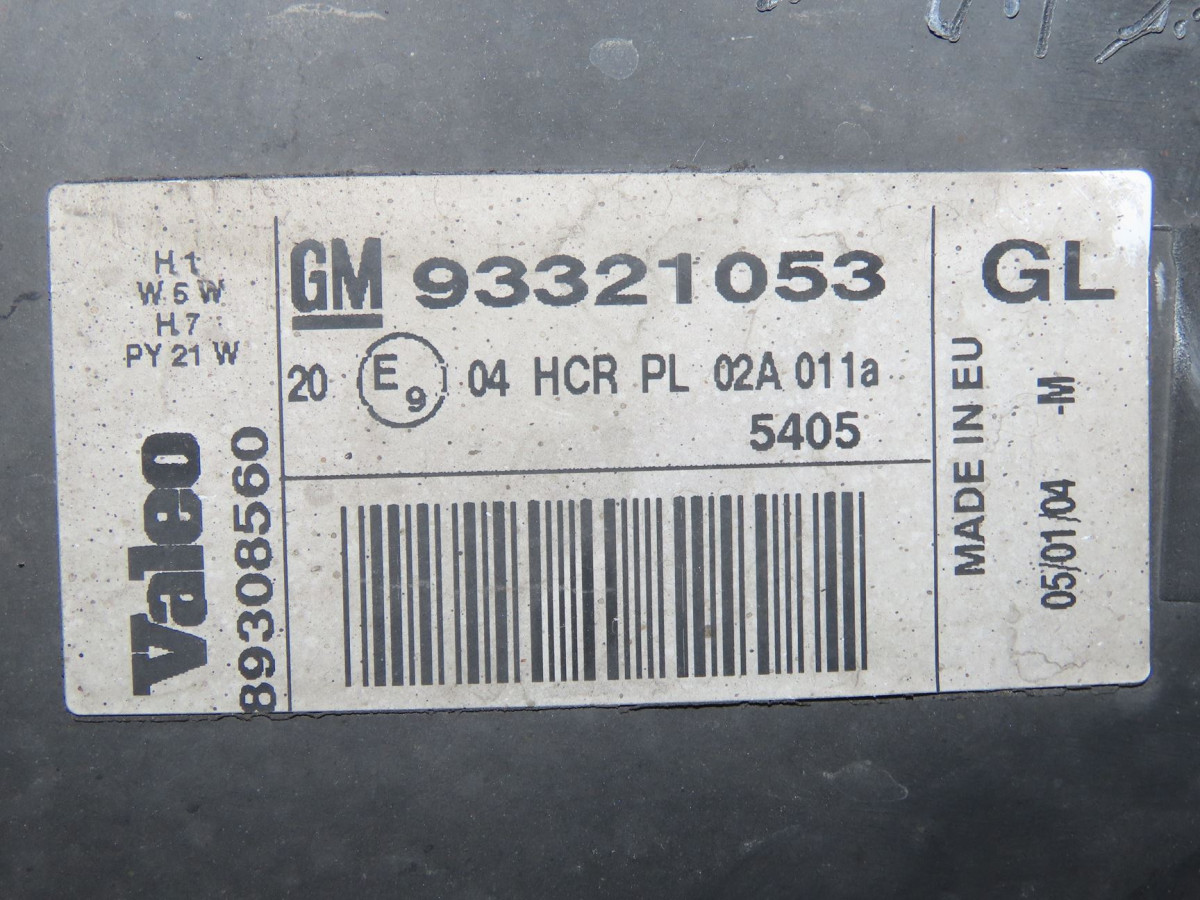 H1
W5W
H7
PY 21 W
Valeo
89308560
GM 93321053
20 E9 04 HCR PL 02A 011a
5405
GL
MADE IN EU
05/01/04 -M